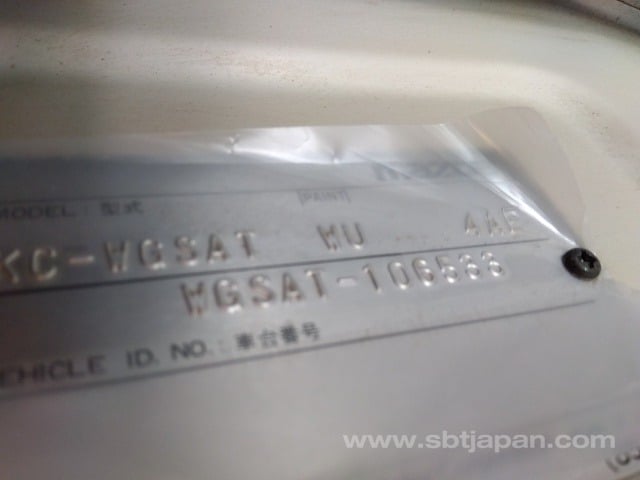 MODEL : 型式 PAINT
KC-WGSAT WU 4AE
WGSAT-106533
VEHICLE ID. NO. : 車台番号
www.sbtjapan.com